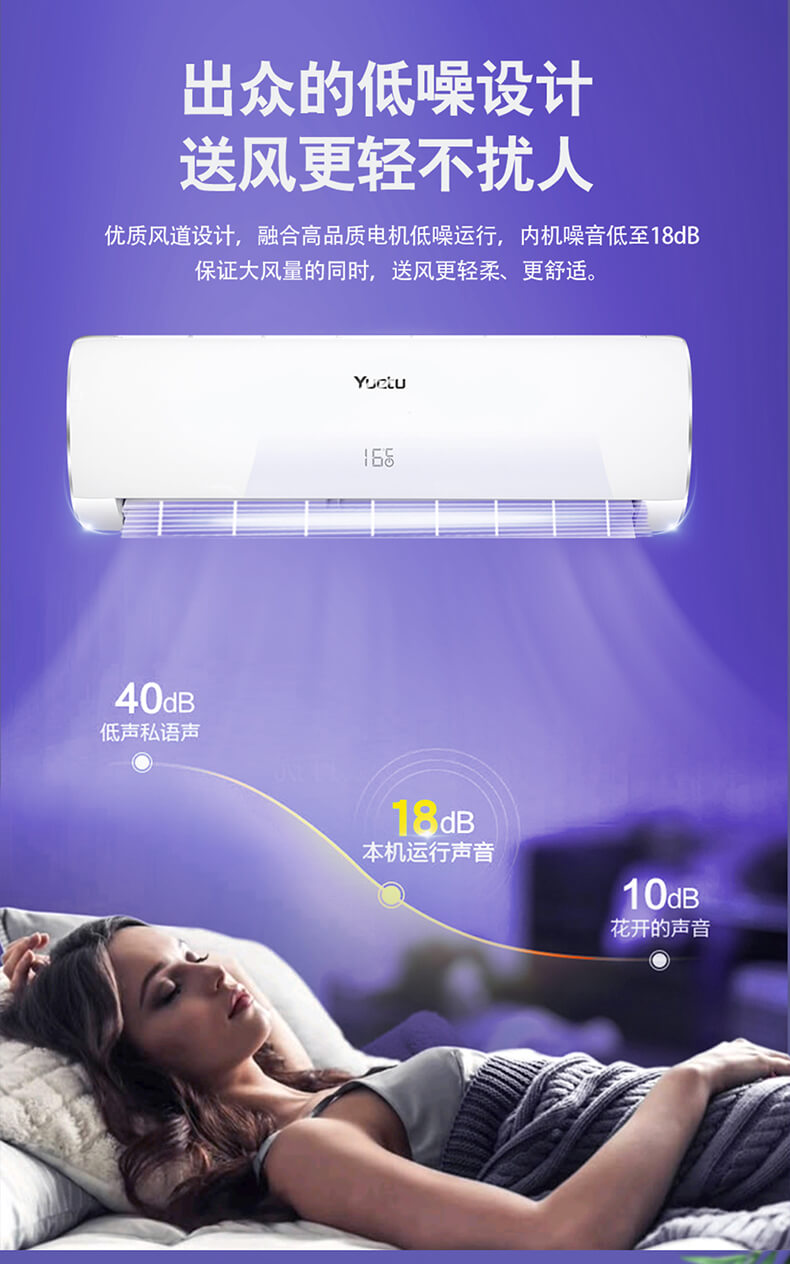 出众的低噪设计
送风更轻不扰人
优质风道设计，融合高品质电机低噪运行，内机噪音低至18dB
保证大风量的同时，送风更轻柔、更舒适。
Yuetu
16℃
40dB
低声私语声
18dB
本机运行声音
10dB
花开的声音